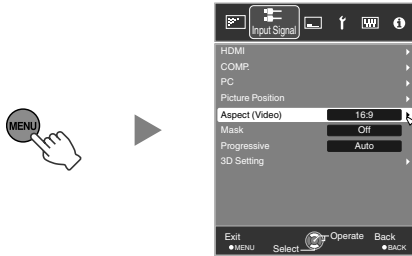 MENU
Input Signal
HDMI
COMP.
PC
Picture Position
Aspect (Video) 16:9
Mask Off
Progressive Auto
3D Setting
Exit Operate Back
●MENU Select ●BACK